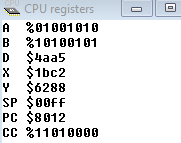 CPU registers
A %01001010
B %10100101
D $4aa5
X $1bc2
Y $6288
SP $00ff
PC $8012
CC %11010000